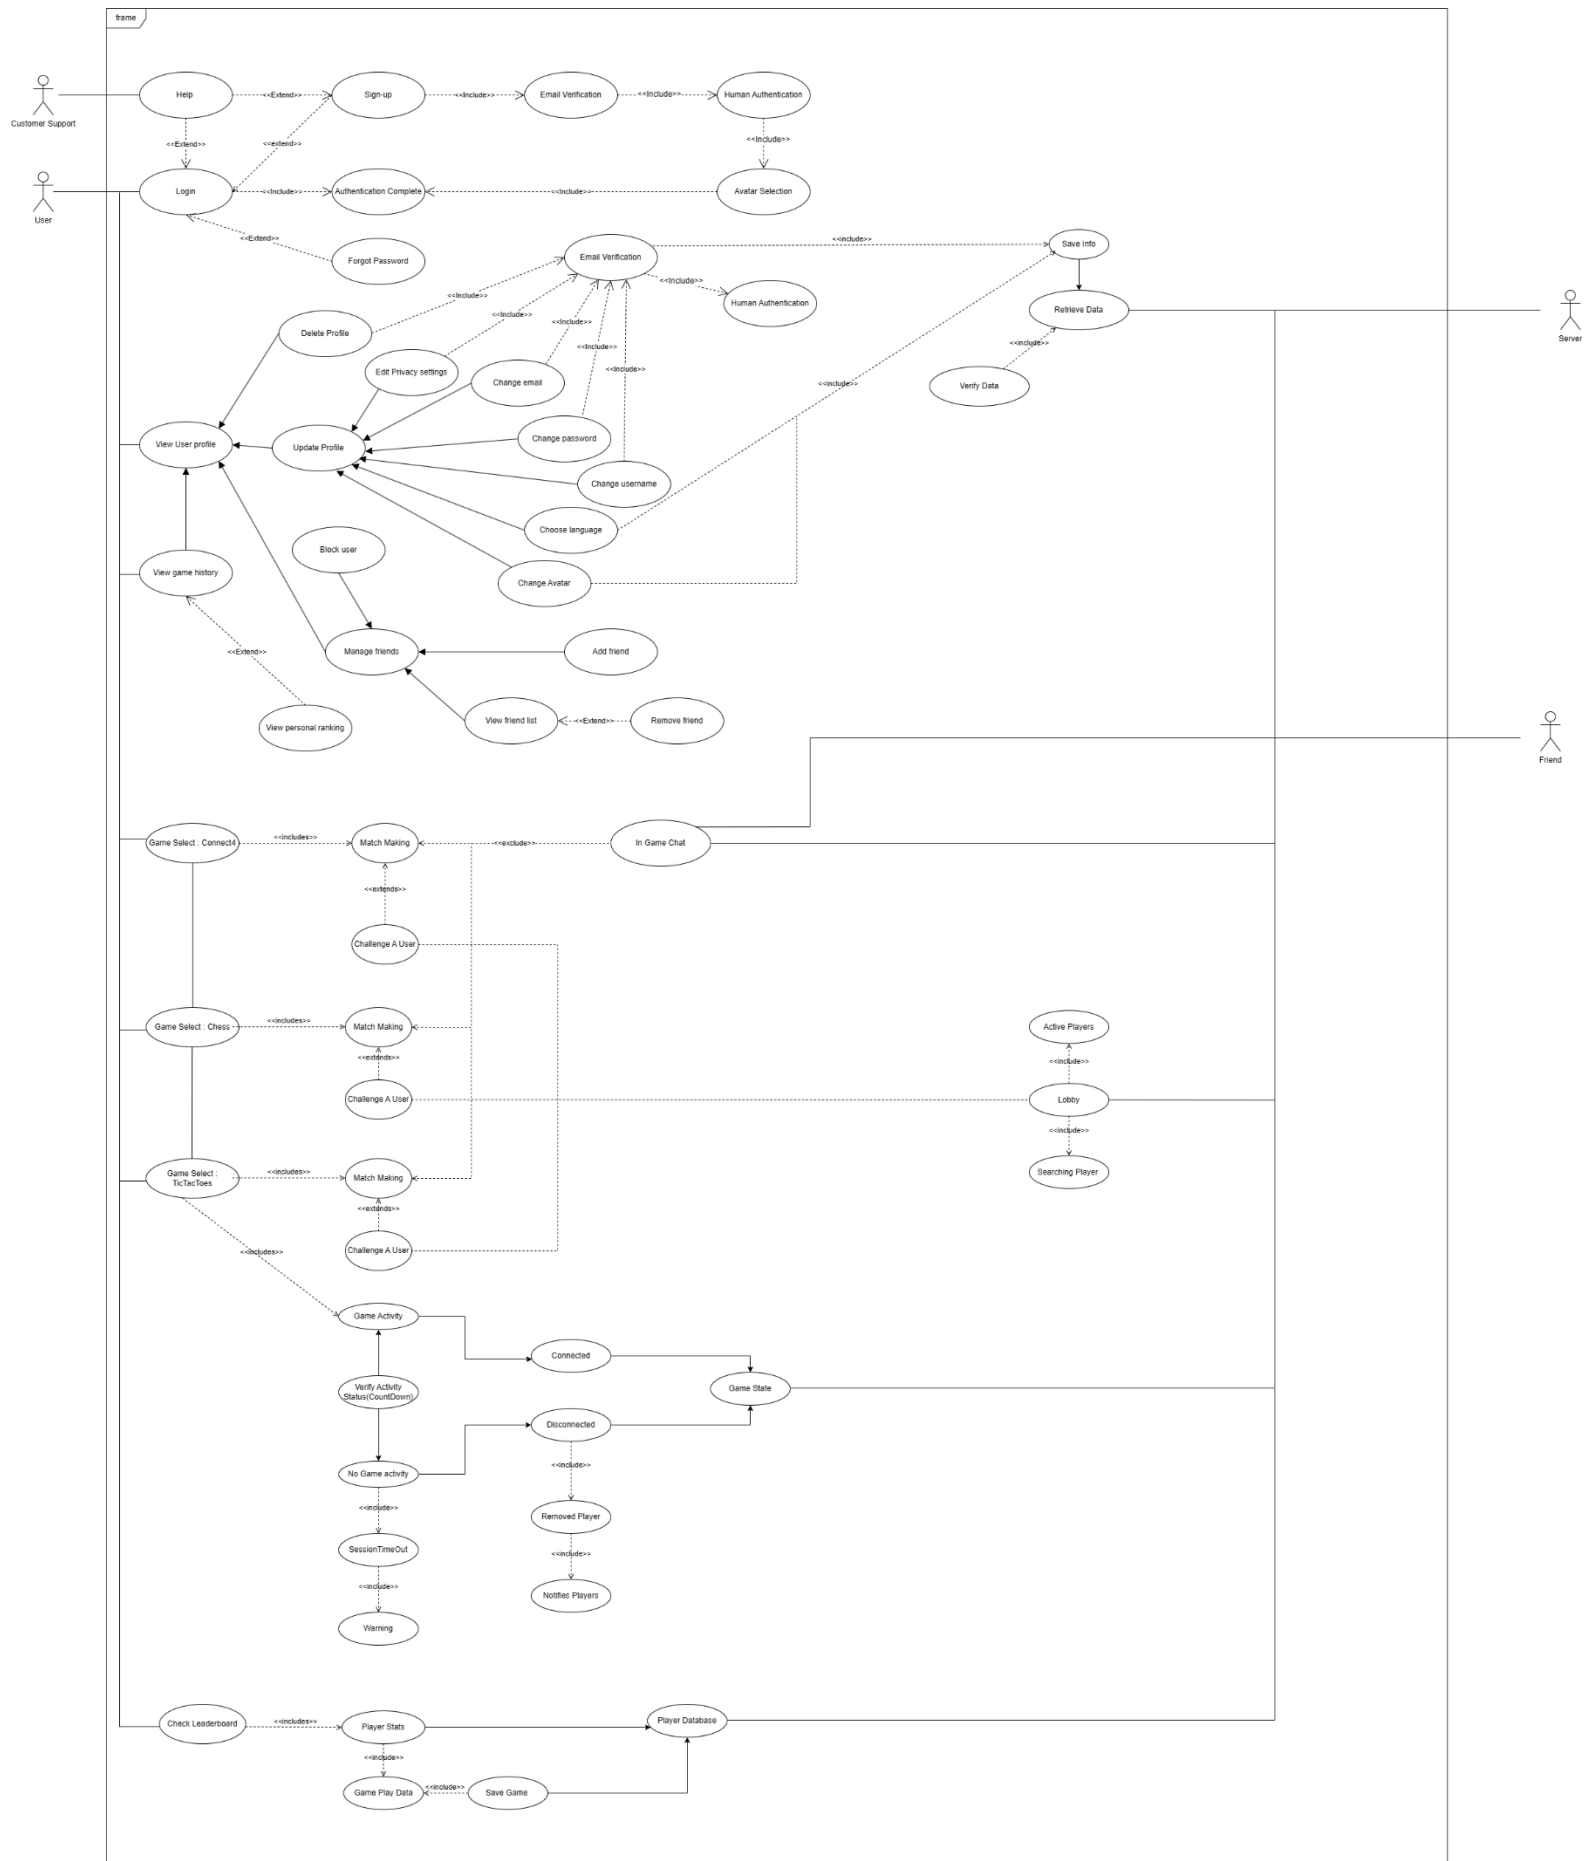 frame
Help
<<Extend>>
Sign-up
<<Include>>
Email Verification
<<Include>>
Human Authentication
Customer Support
<<Extend>>
<<extend>>
<<Include>>
Login
<<Include>>
Authentication Complete
<<Include>>
Avatar Selection
User
<<Extend>>
Forgot Password
Email Verification
<<include>>
Save Info
<<Include>>
Human Authentication
<<Include>>
Retrieve Data
Server
Delete Profile
<<Include>>
<<Include>>
<<include>>
Edit Privacy settings
Change email
<<Include>>
<<Include>>
<<include>>
Verify Data
View User profile
Update Profile
Change password
Change username
Choose language
Block user
View game history
Change Avatar
Manage friends
Add friend
<<Extend>>
View personal ranking
View friend list
<<Extend>>
Remove friend
Friend
Game Select : Connect4
<<includes>>
Match Making
<<exclude>>
In Game Chat
<<extends>>
Challenge A User
Game Select : Chess
<<includes>>
Match Making
Active Players
<<extends>>
<<include>>
Challenge A User
Lobby
<<include>>
Game Select :
TicTacToes
<<includes>>
Match Making
Searching Player
<<extends>>
<<includes>>
Challenge A User
Game Activity
Connected
Verify Activity
Status(CountDown)
Game State
Disconnected
No Game activity
<<include>>
<<include>>
Removed Player
SessionTimeOut
<<include>>
<<include>>
Notifies Players
Warning
Check Leaderboard
<<includes>>
Player Stats
Player Database
<<include>>
Game Play Data
<<include>>
Save Game